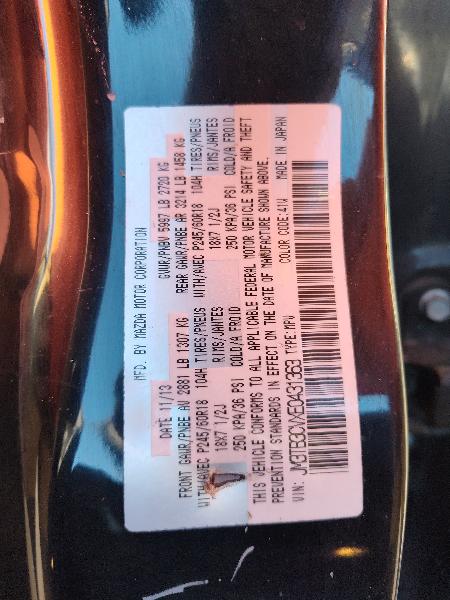 MFD. BY MAZDA MOTOR CORPORATION
DATE 11/13 GVWR/PNBV 5997 LB 2720 KG
FRONT GAWR/PNBE AV 2881 LB 1307 KG REAR GAWR/PNBE AR 3214 LB 1458 KG
WITH/AVEC P245/60R18 104H TIRES/PNEUS WITH/AVEC P245/60R18 104H TIRES/PNEUS
18X7 1/2J RIMS/JANTES 18X7 1/2J RIMS/JANTES
250 KPA/36 PSI COLD/A FROID 250 KPA/36 PSI COLD/A FROID
THIS VEHICLE CONFORMS TO ALL APPLICABLE FEDERAL MOTOR VEHICLE SAFETY AND THEFT
PREVENTION STANDARDS IN EFFECT ON THE DATE OF MANUFACTURE SHOWN ABOVE.
COLOR CODE:41W MADE IN JAPAN
VIN: TYPE:MPV